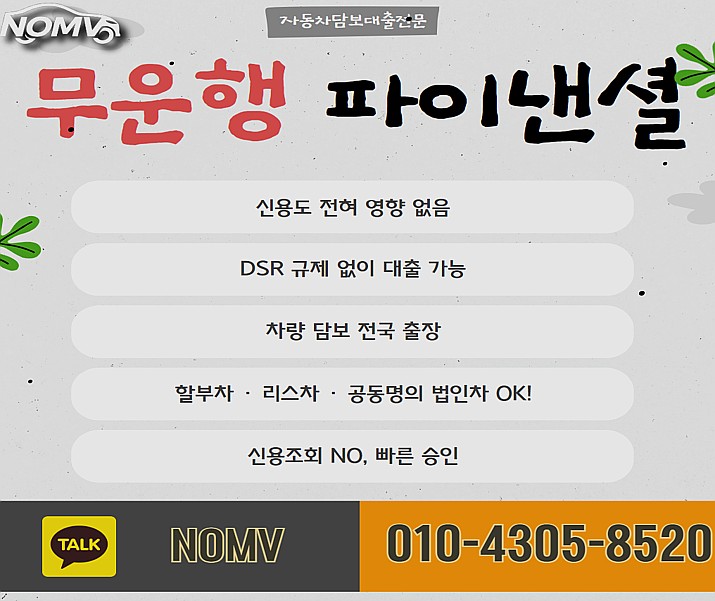 NOMV
자동차담보대출전문
무운행 파이낸셜
신용도 전혀 영향 없음
DSR 규제 없이 대출 가능
차량 담보 전국 출장
할부차 · 리스차 · 공동명의 법인차 OK!
신용조회 NO, 빠른 승인
TALK
NOMV
010-4305-8520